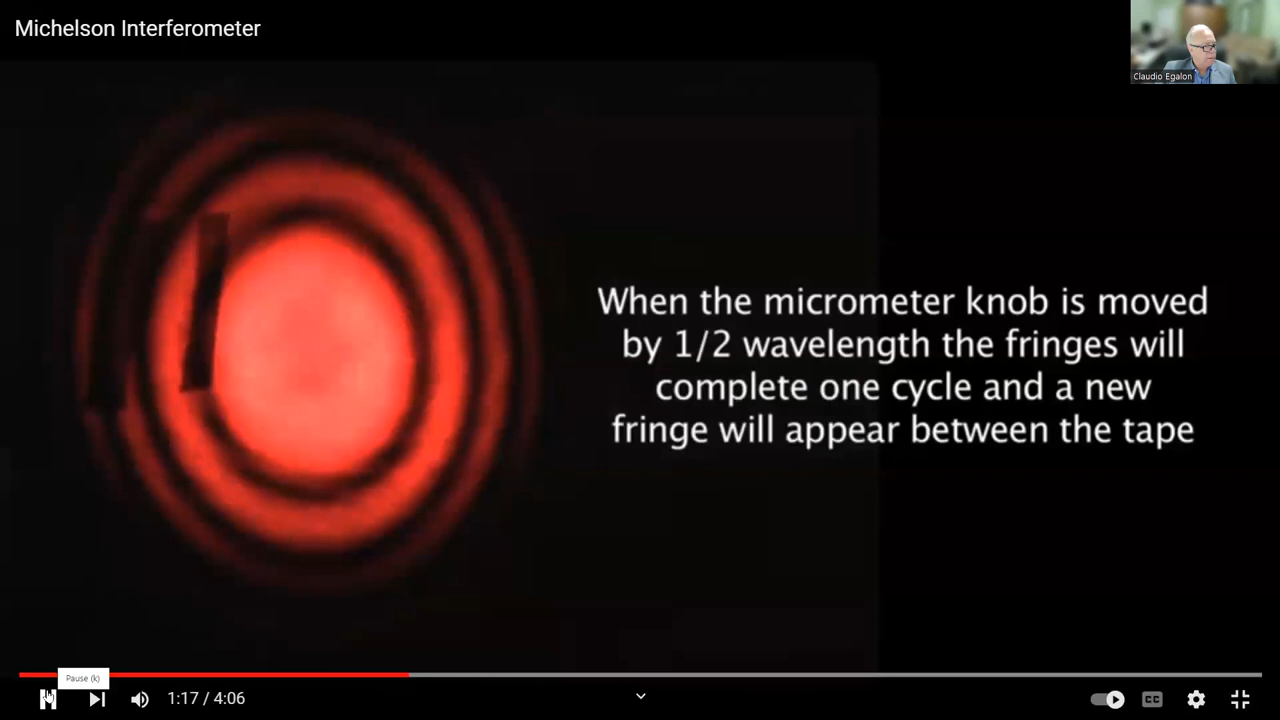 Michelson Interferometer
Claudio Egalon
When the micrometer knob is moved
by 1/2 wavelength the fringes will
complete one cycle and a new
fringe will appear between the tape
Pause (k)
1:17 / 4:06
CC